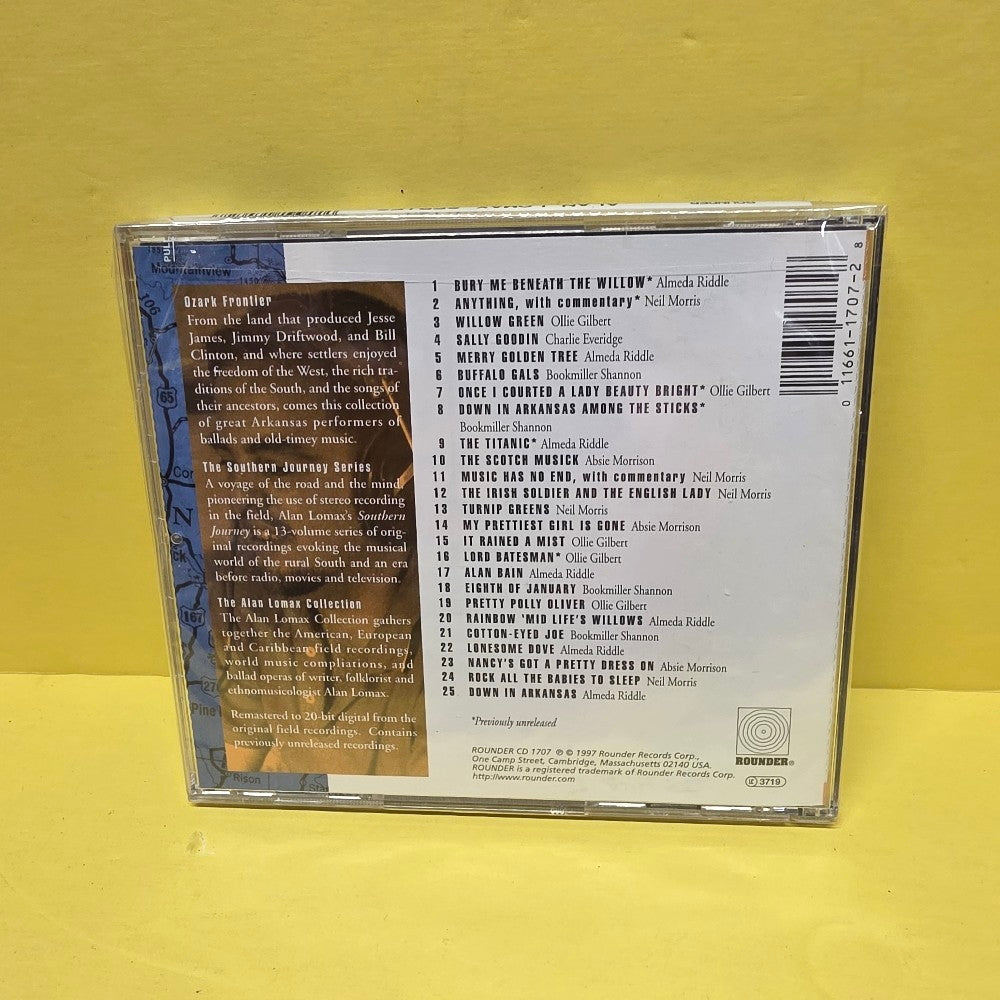 ROUNDER
PULL
Mountainview
106
65
Cor
N
ck
167
270
Pine
Rison
St
Ozark Frontier
From the land that produced Jesse
James, Jimmy Driftwood, and Bill
Clinton, and where settlers enjoyed
the freedom of the West, the rich tra-
ditions of the South, and the songs of
their ancestors, comes this collection
of great Arkansas performers of
ballads and old-timey music.
The Southern Journey Series
A voyage of the road and the mind,
pioneering the use of stereo recording
in the field, Alan Lomax's Southern
Journey is a 13-volume series of orig-
inal recordings evoking the musical
world of the rural South and an era
before radio, movies and television.
The Alan Lomax Collection
The Alan Lomax Collection gathers
together the American, European
and Caribbean field recordings,
world music compliations, and
ballad operas of writer, folklorist and
ethnomusicologist Alan Lomax.
Remastered to 20-bit digital from the
original field recordings. Contains
previously unreleased recordings.
1 BURY ME BENEATH THE WILLOW* Almeda Riddle
2 ANYTHING, with commentary* Neil Morris
3 WILLOW GREEN Ollie Gilbert
4 SALLY GOODIN Charlie Everidge
5 MERRY GOLDEN TREE Almeda Riddle
6 BUFFALO GALS Bookmiller Shannon
7 ONCE I COURTED A LADY BEAUTY BRIGHT* Ollie Gilbert
8 DOWN IN ARKANSAS AMONG THE STICKS*
Bookmiller Shannon
9 THE TITANIC* Almeda Riddle
10 THE SCOTCH MUSICK Absie Morrison
11 MUSIC HAS NO END, with commentary Neil Morris
12 THE IRISH SOLDIER AND THE ENGLISH LADY Neil Morris
13 TURNIP GREENS Neil Morris
14 MY PRETTIEST GIRL IS GONE Absie Morrison
15 IT RAINED A MIST Ollie Gilbert
16 LORD BATESMAN* Ollie Gilbert
17 ALAN BAIN Almeda Riddle
18 EIGHTH OF JANUARY Bookmiller Shannon
19 PRETTY POLLY OLIVER Ollie Gilbert
20 RAINBOW 'MID LIFE'S WILLOWS Almeda Riddle
21 COTTON-EYED JOE Bookmiller Shannon
22 LONESOME DOVE Almeda Riddle
23 NANCY'S GOT A PRETTY DRESS ON Absie Morrison
24 ROCK ALL THE BABIES TO SLEEP Neil Morris
25 DOWN IN ARKANSAS Almeda Riddle
*Previously unreleased
ROUNDER CD 1707 ℗ © 1997 Rounder Records Corp.,
One Camp Street, Cambridge, Massachusetts 02140 USA.
ROUNDER is a registered trademark of Rounder Records Corp.
http://www.rounder.com
0 11661-1707-2 8
ROUNDER®
LC 3719